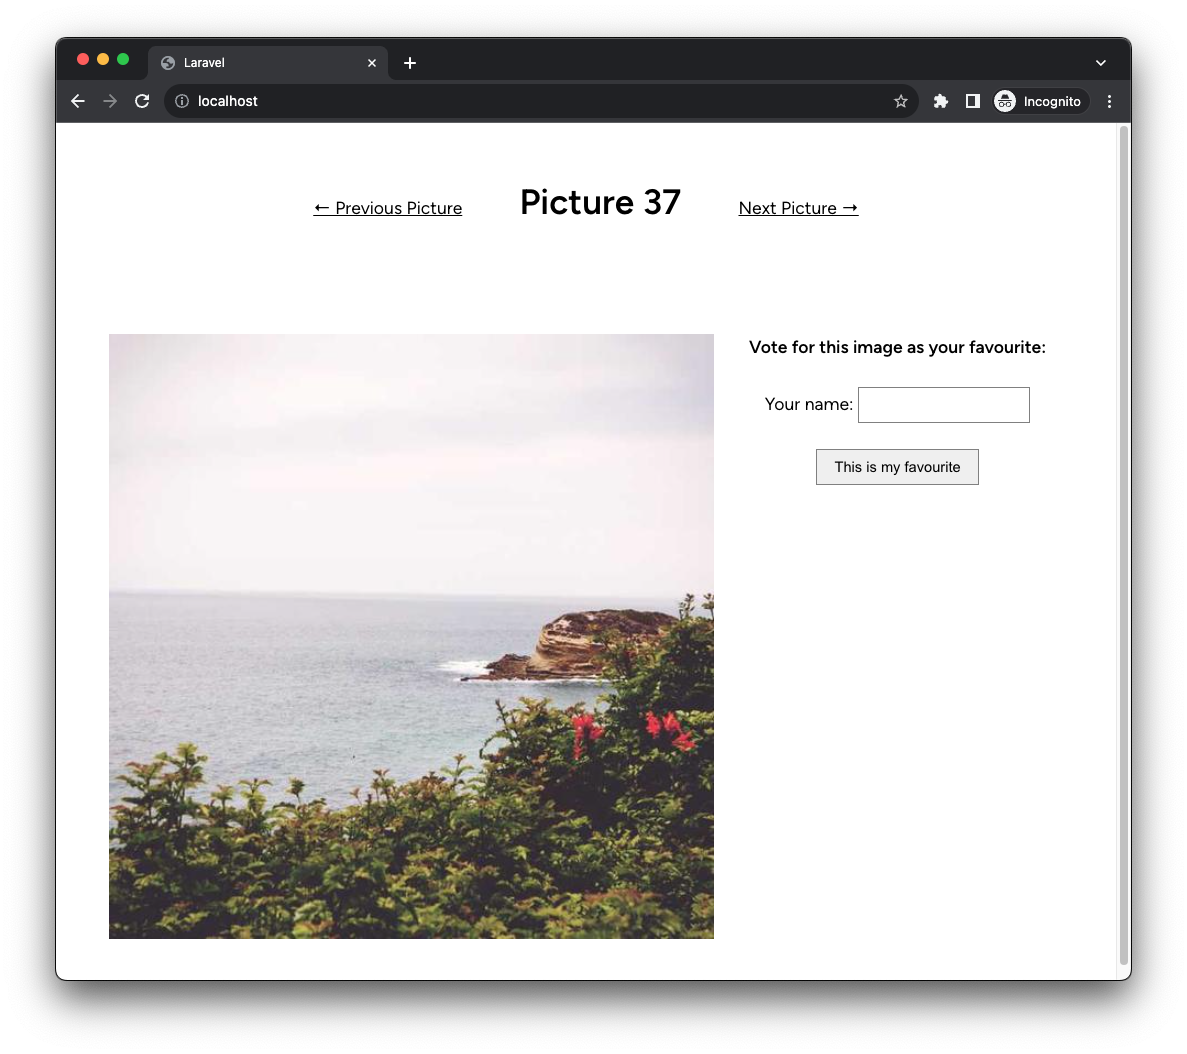 Laravel
localhost
Incognito
← Previous Picture
Picture 37
Next Picture →
Vote for this image as your favourite:
Your name:
This is my favourite